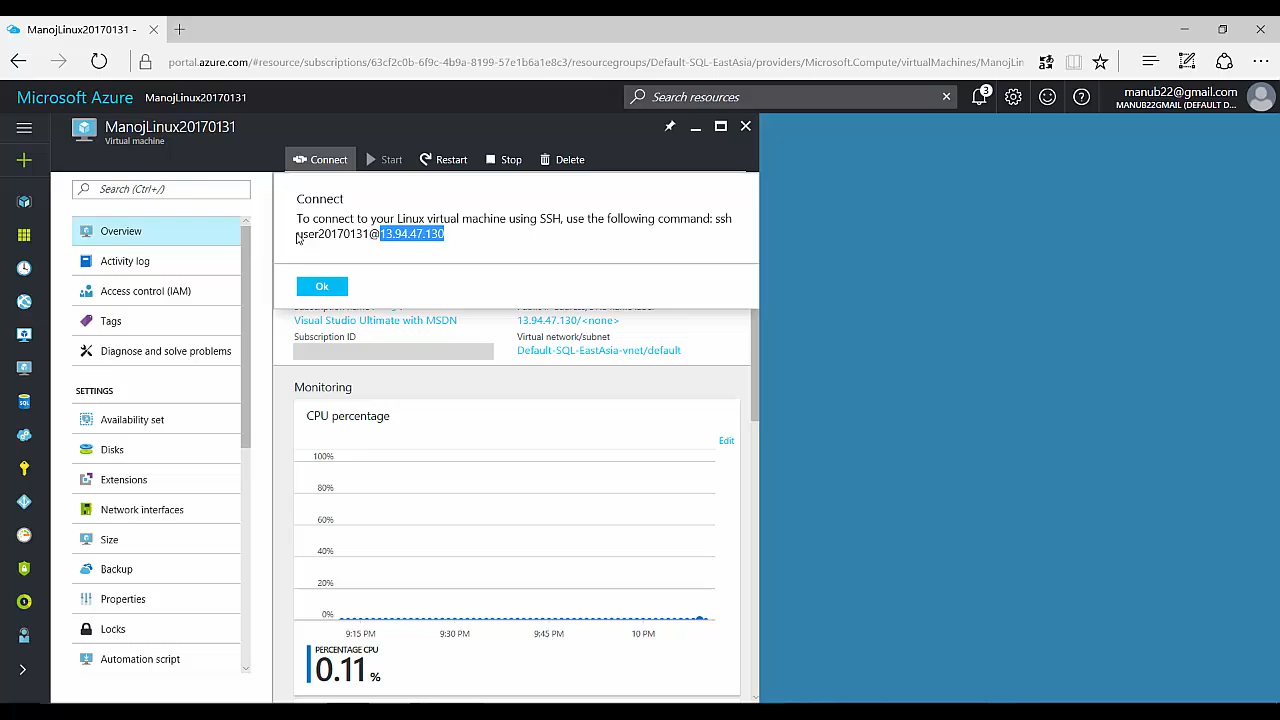 ManojLinux20170131 -
portal.azure.com/#resource/subscriptions/93cf2c0b-6f9c-4b9a-8199-57e1b6a1e8c3/resourcegroups/Default-SQL-EastAsia/providers/Microsoft.Compute/virtualMachines/ManojLin
Microsoft Azure ManojLinux20170131
Search resources
3
manub22@gmail.com
MANUB22GMAIL (DEFAULT D...
ManojLinux20170131
Virtual machine
Connect Start Restart Stop Delete
Search (Ctrl+/)
Overview
Activity log
Access control (IAM)
Tags
Diagnose and solve problems
SETTINGS
Availability set
Disks
Extensions
Network interfaces
Size
Backup
Properties
Locks
Automation script
SQL
Connect
To connect to your Linux virtual machine using SSH, use the following command: ssh
user20170131@13.94.47.130
Ok
Visual Studio Ultimate with MSDN
13.94.47.130/<none>
Subscription ID
Virtual network/subnet
Default-SQL-EastAsia-vnet/default
Monitoring
CPU percentage
Edit
100%
80%
60%
40%
20%
0%
9:15 PM 9:30 PM 9:45 PM 10 PM
PERCENTAGE CPU
0.11 %